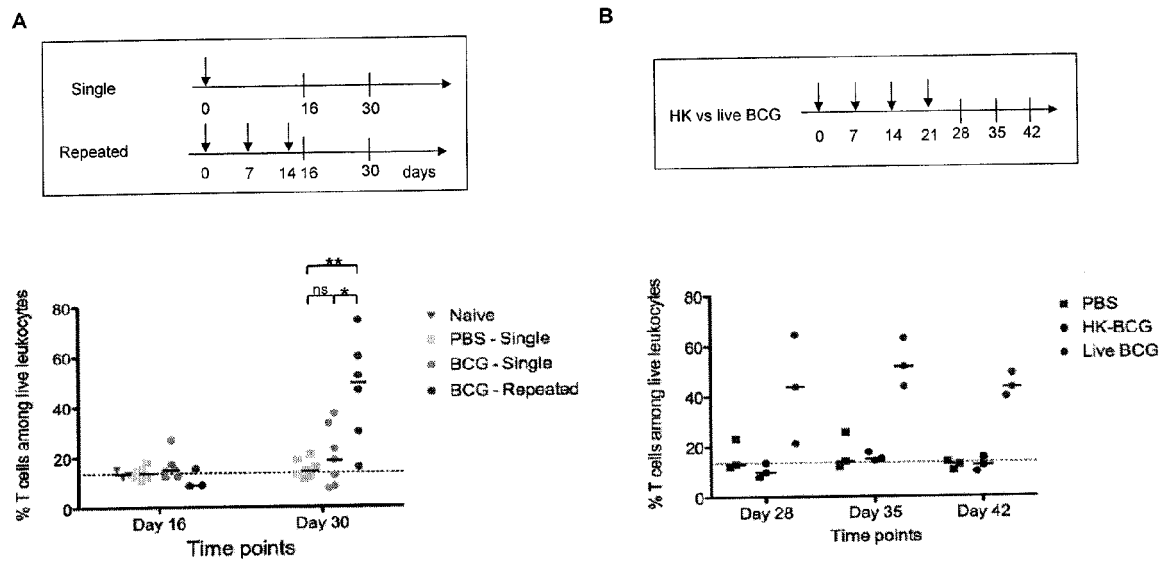 A
Single
0 16 30
Repeated
0 7 14 16 30 days
% T cells among live leukocytes
80
60
40
20
0
**
ns *
Day 16 Day 30
Time points
Naive
PBS - Single
BCG - Single
BCG - Repeated
B
HK vs live BCG
0 7 14 21 28 35 42
% T cells among live leukocytes
80
60
40
20
0
Day 28 Day 35 Day 42
Time points
PBS
HK-BCG
Live BCG